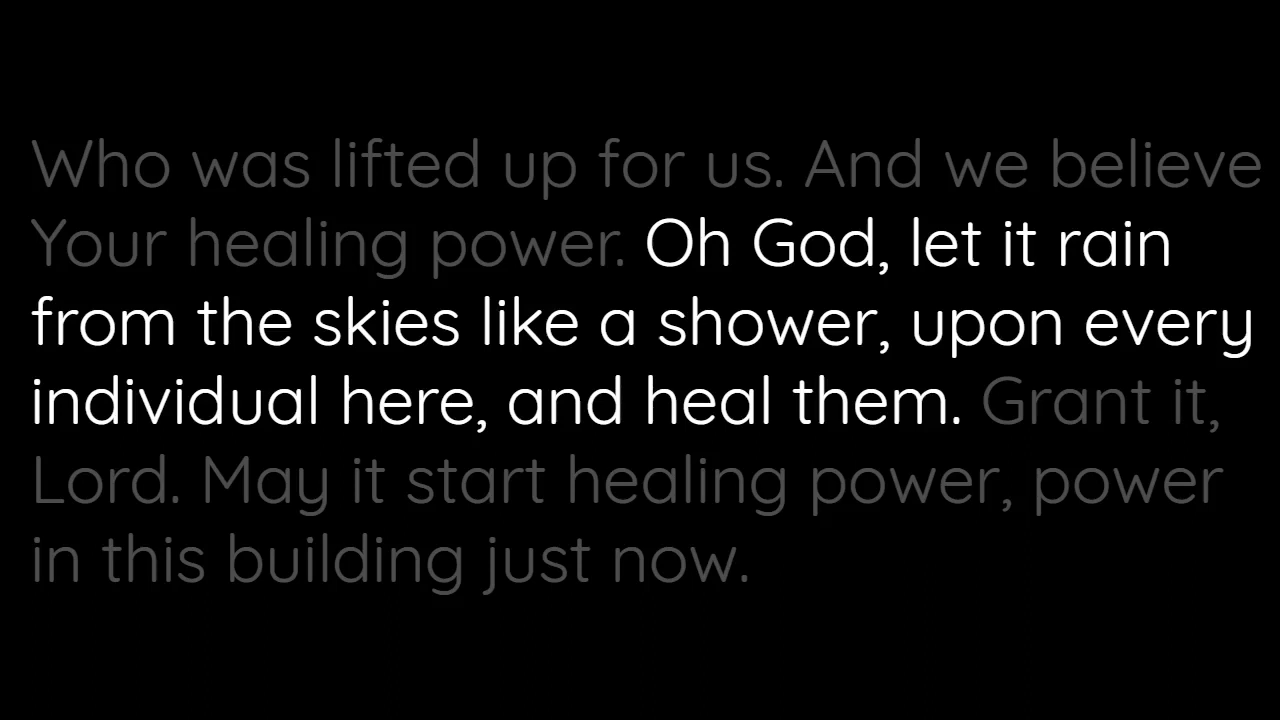 Who was lifted up for us. And we believe
Your healing power. Oh God, let it rain
from the skies like a shower, upon every
individual here, and heal them. Grant it,
Lord. May it start healing power, power
in this building just now.